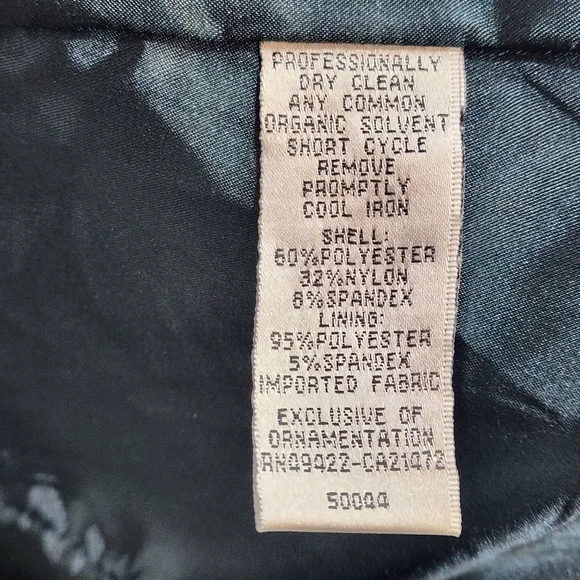 PROFESSIONALLY
DRY CLEAN
ANY COMMON
ORGANIC SOLVENT
SHORT CYCLE
REMOVE
PROMPTLY
COOL IRON
SHELL:
60%POLYESTER
32%NYLON
8%SPANDEX
LINING:
95%POLYESTER
5%SPANDEX
IMPORTED FABRIC
EXCLUSIVE OF
ORNAMENTATION
RN49422-CA21472
50044